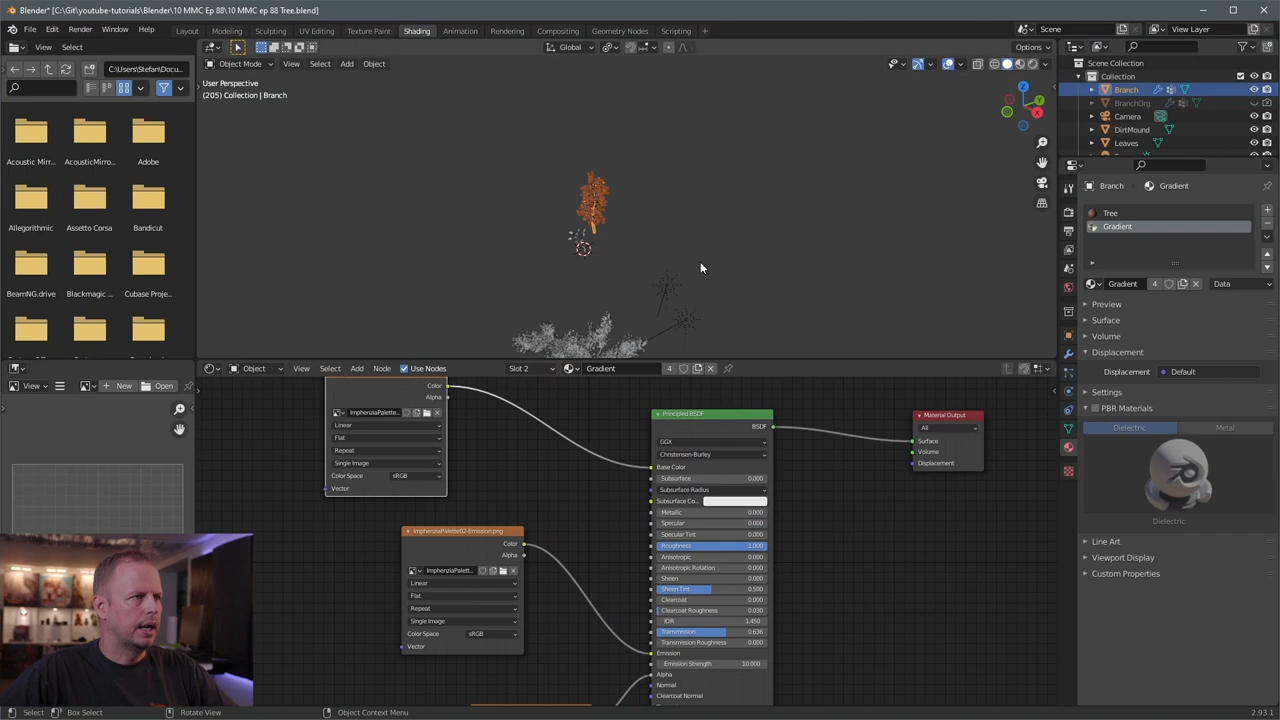 Blender* [C:\Git\youtube-tutorials\Blender\10 MMC Ep 88\10 MMC ep 88 Tree.blend]
File Edit Render Window Help Layout Modeling Sculpting UV Editing Texture Paint Shading Animation Rendering Compositing Geometry Nodes Scripting Scene View Layer
View Select Global Options
C:\Users\Stefan\Docu...
Object Mode View Select Add Object
User Perspective
(205) Collection | Branch
Acoustic Mirr... AcousticMirro... Adobe
Allegorithmic Assetto Corsa Bandicut
BeamNG.drive Blackmagic ... Cubase Proje...
Scene Collection
Collection
Branch
BranchOrg
Camera
DirtMound
Leaves
Branch Gradient
Tree
Gradient
Gradient 4 Data
Preview
Surface
Volume
Displacement
Displacement Default
Settings
PBR Materials
Dielectric Metal
Dielectric
Line Art
Viewport Display
Custom Properties
View New Open
Object View Select Add Node Use Nodes Slot 2 Gradient 4
Color
Alpha
ImphenziaPalette...
Linear
Flat
Repeat
Single Image
Color Space sRGB
Vector
ImphenziaPalette02-Emission.png
Color
Alpha
ImphenziaPalett...
Linear
Flat
Repeat
Single Image
Color Space sRGB
Vector
Principled BSDF
BSDF
GGX
Christensen-Burley
Base Color
Subsurface 0.000
Subsurface Radius
Subsurface Co...
Metallic 0.000
Specular 0.000
Specular Tint 0.000
Roughness 1.000
Anisotropic 0.000
Anisotropic Rotation 0.000
Sheen 0.000
Sheen Tint 0.500
Clearcoat 0.000
Clearcoat Roughness 0.030
IOR 1.450
Transmission 0.636
Transmission Roughness 0.000
Emission
Emission Strength 10.000
Alpha
Normal
Clearcoat Normal
Material Output
All
Surface
Volume
Displacement
Select Box Select Rotate View Object Context Menu 2.93.1